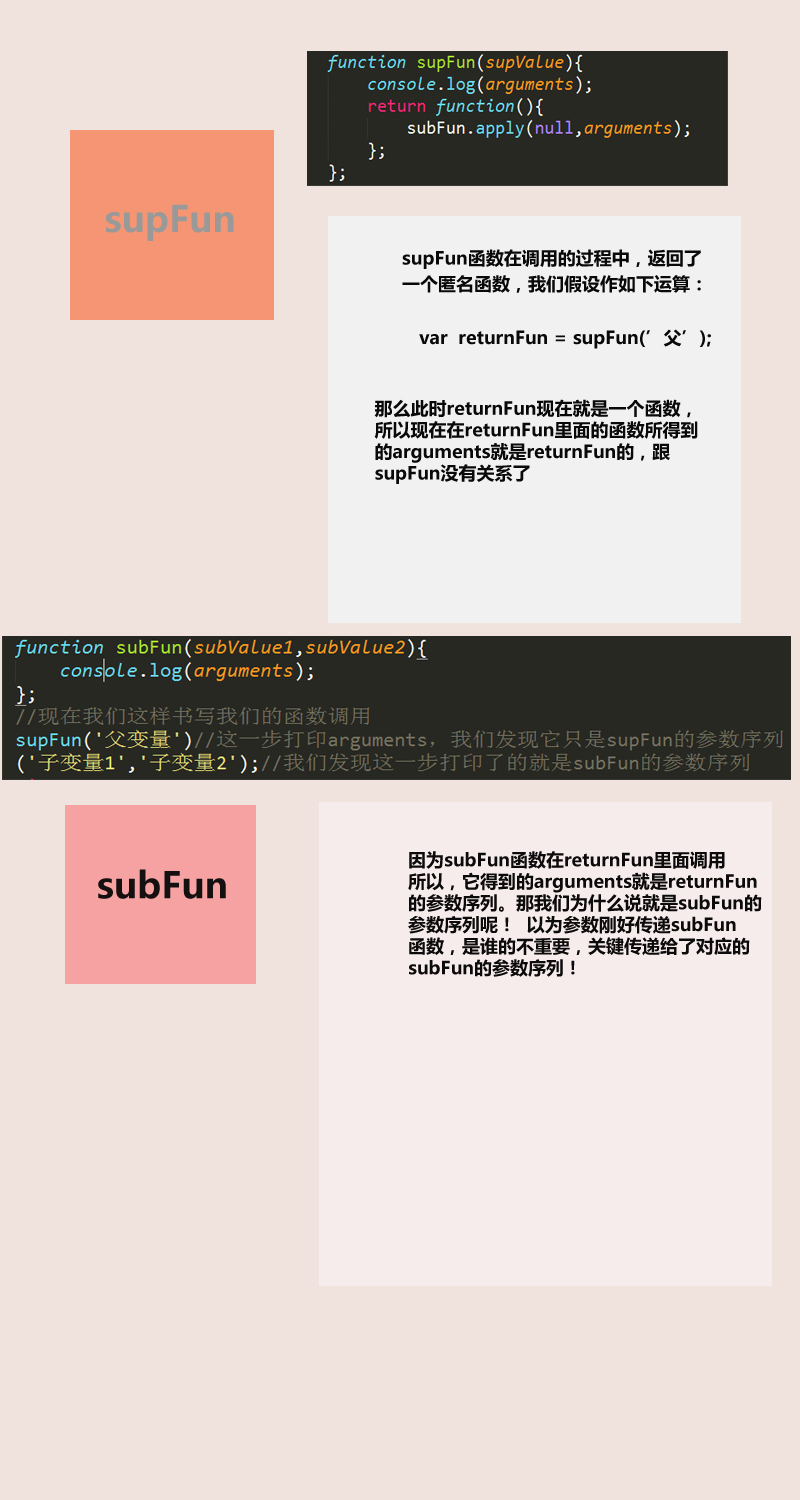 function supFun(supValue){
console.log(arguments);
return function(){
subFun.apply(null,arguments);
};
};
supFun
supFun函数在调用的过程中，返回了
一个匿名函数，我们假设作如下运算：
var returnFun = supFun(’父’);
那么此时returnFun现在就是一个函数，
所以现在在returnFun里面的函数所得到
的arguments就是returnFun的，跟
supFun没有关系了
function subFun(subValue1,subValue2){
console.log(arguments);
};
//现在我们这样书写我们的函数调用
supFun('父变量')//这一步打印arguments，我们发现它只是supFun的参数序列
('子变量1','子变量2');//我们发现这一步打印了的就是subFun的参数序列
subFun
因为subFun函数在returnFun里面调用
所以，它得到的arguments就是returnFun
的参数序列。那我们为什么说就是subFun的
参数序列呢！ 以为参数刚好传递subFun
函数，是谁的不重要，关键传递给了对应的
subFun的参数序列！